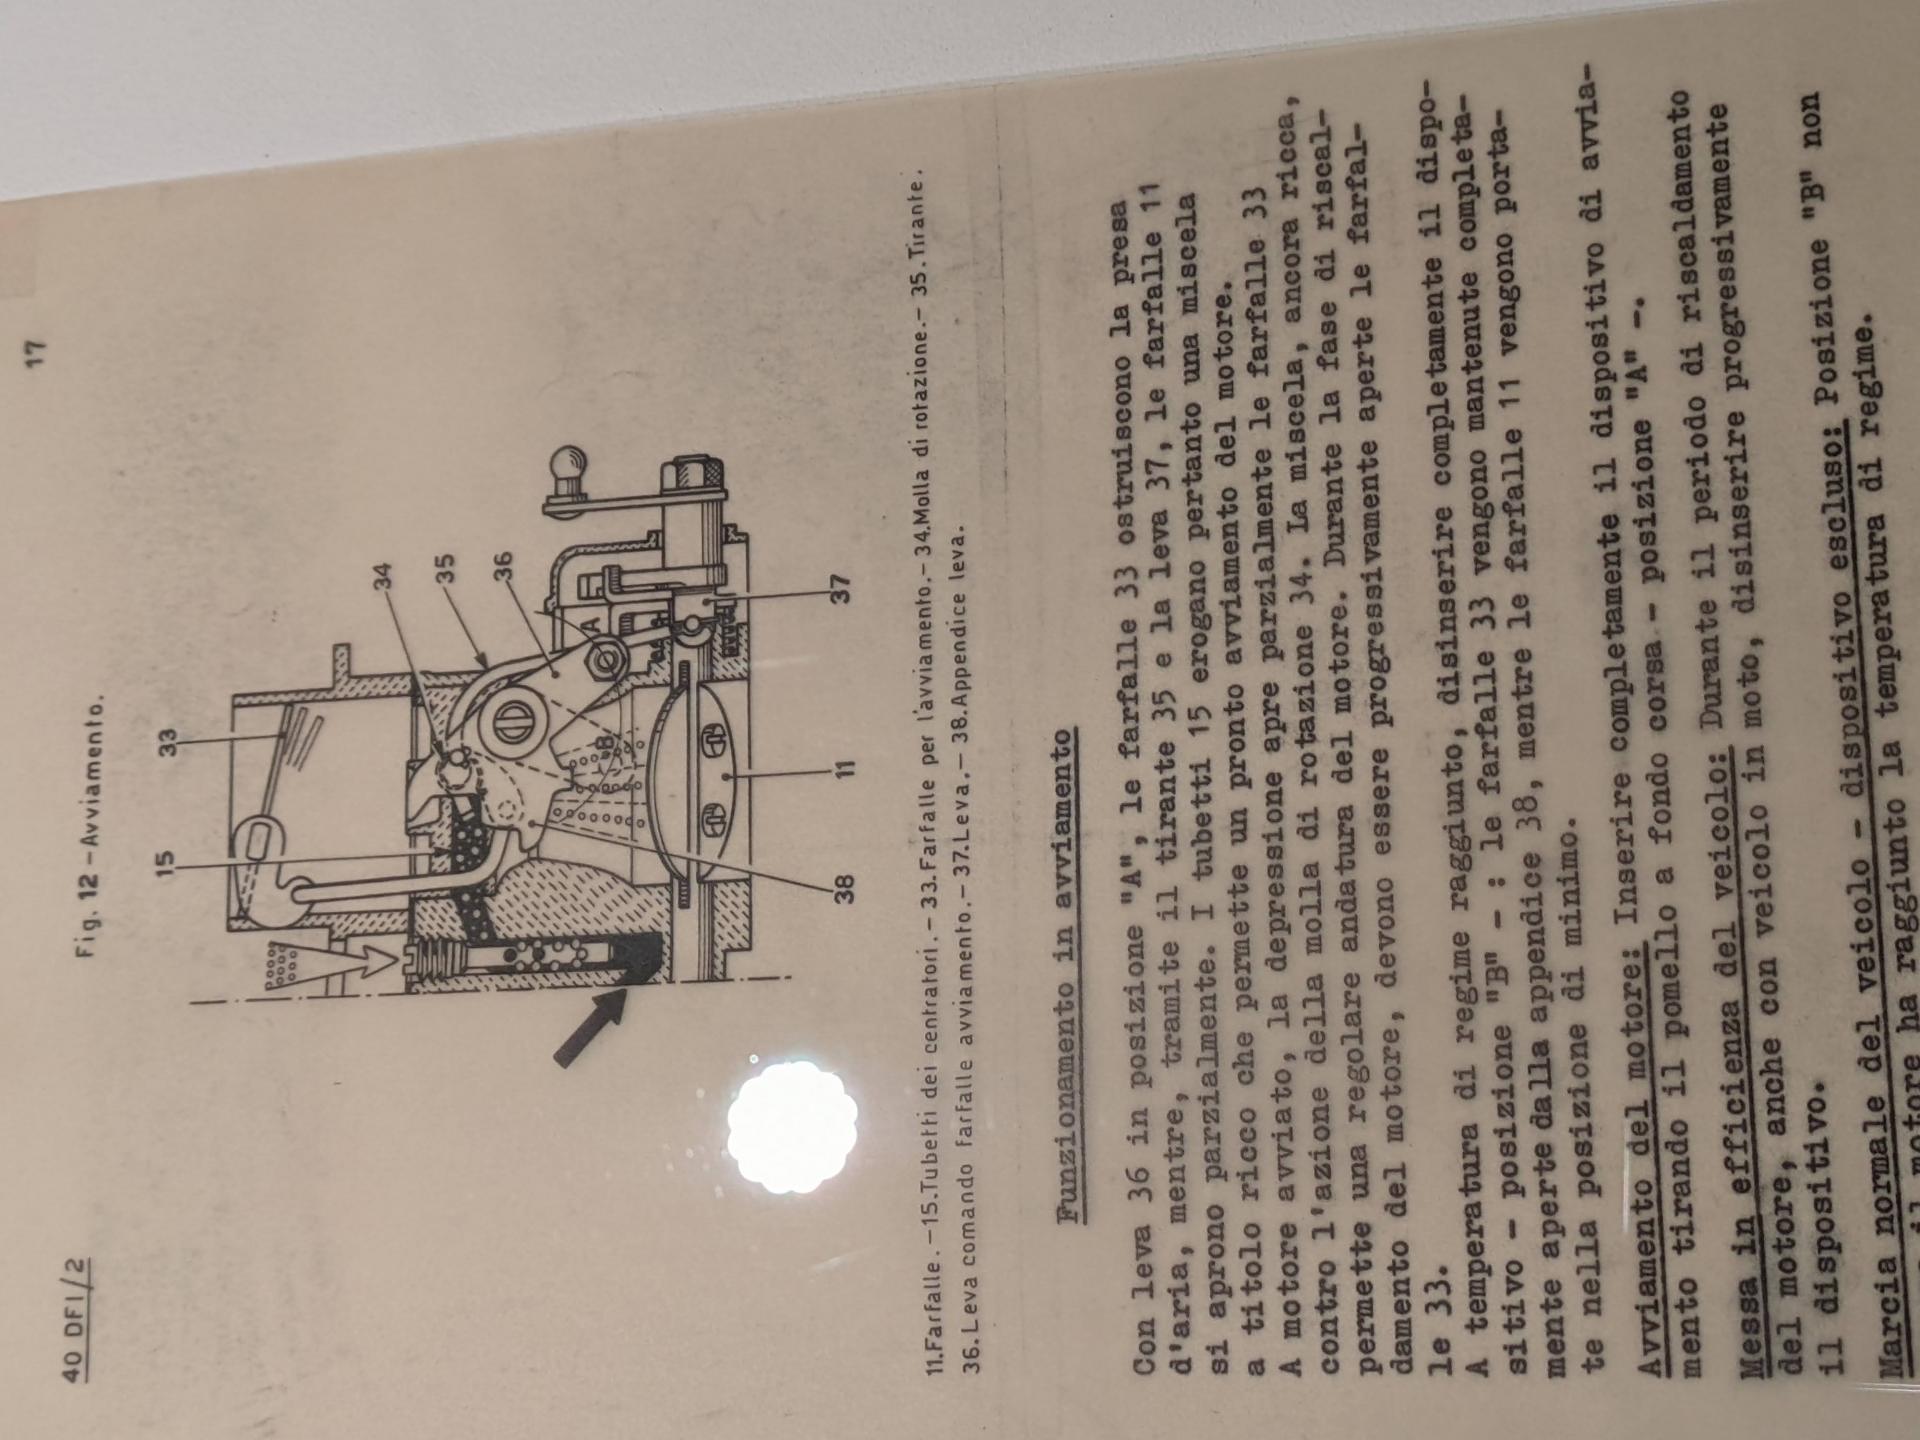 40 DFI/2
17
Fig. 12 – Avviamento.
15
33
34
35
36
A
B
38
11
37
11.Farfalle.–15.Tubetti dei centratori.–33.Farfalle per l'avviamento.–34.Molla di rotazione.–35.Tirante.
36.Leva comando farfalle avviamento.–37.Leva.–38.Appendice leva.
Funzionamento in avviamento
Con leva 36 in posizione "A", le farfalle 33 ostruiscono la presa
d'aria, mentre, tramite il tirante 35 e la leva 37, le farfalle 11
si aprono parzialmente. I tubetti 15 erogano pertanto una miscela
a titolo ricco che permette un pronto avviamento del motore.
A motore avviato, la depressione apre parzialmente le farfalle 33
contro l'azione della molla di rotazione 34. La miscela, ancora ricca,
permette una regolare andatura del motore. Durante la fase di riscal-
damento del motore, devono essere progressivamente aperte le farfal-
le 33.
A temperatura di regime raggiunto, disinserire completamente il dispo-
sitivo – posizione "B" – : le farfalle 33 vengono mantenute completa-
mente aperte dalla appendice 38, mentre le farfalle 11 vengono porta-
te nella posizione di minimo.
Avviamento del motore: Inserire completamente il dispositivo di avvia-
mento tirando il pomello a fondo corsa – posizione "A" –.
Messa in efficienza del veicolo: Durante il periodo di riscaldamento
del motore, anche con veicolo in moto, disinserire progressivamente
il dispositivo.
Marcia normale del veicolo – dispositivo escluso: Posizione "B" non
il motore ha raggiunto la temperatura di regime.